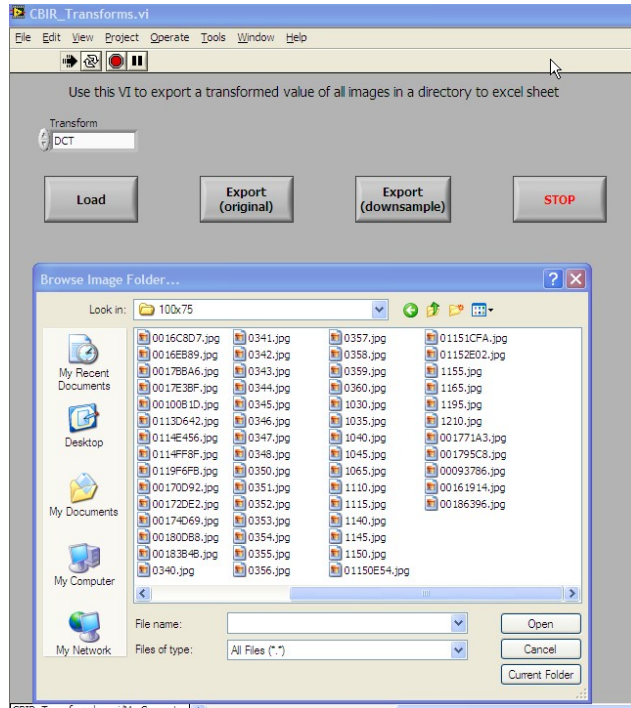 CBIR_Transforms.vi
File Edit View Project Operate Tools Window Help
Use this VI to export a transformed value of all images in a directory to excel sheet
Transform
DCT
Load
Export
(original)
Export
(downsample)
STOP
Browse Image Folder...
Look in: 100x75
My Recent
Documents
Desktop
My Documents
My Computer
My Network
0016C8D7.jpg 0341.jpg 0357.jpg 01151CFA.jpg
0016EB89.jpg 0342.jpg 0358.jpg 01152E02.jpg
0017BBA6.jpg 0343.jpg 0359.jpg 1155.jpg
0017E3BF.jpg 0344.jpg 0360.jpg 1165.jpg
00100B1D.jpg 0345.jpg 1030.jpg 1195.jpg
0113D642.jpg 0346.jpg 1035.jpg 1210.jpg
0114E456.jpg 0347.jpg 1040.jpg 001771A3.jpg
0114FF8F.jpg 0348.jpg 1045.jpg 001795C8.jpg
0119F6FB.jpg 0350.jpg 1065.jpg 00093786.jpg
00170D92.jpg 0351.jpg 1110.jpg 00161914.jpg
00172DE2.jpg 0352.jpg 1115.jpg 00186396.jpg
00174D69.jpg 0353.jpg 1140.jpg
00180DB8.jpg 0354.jpg 1145.jpg
00183B4B.jpg 0355.jpg 1150.jpg
0340.jpg 0356.jpg 01150E54.jpg
File name:
Open
Files of type: All Files (*.*)
Cancel
Current Folder